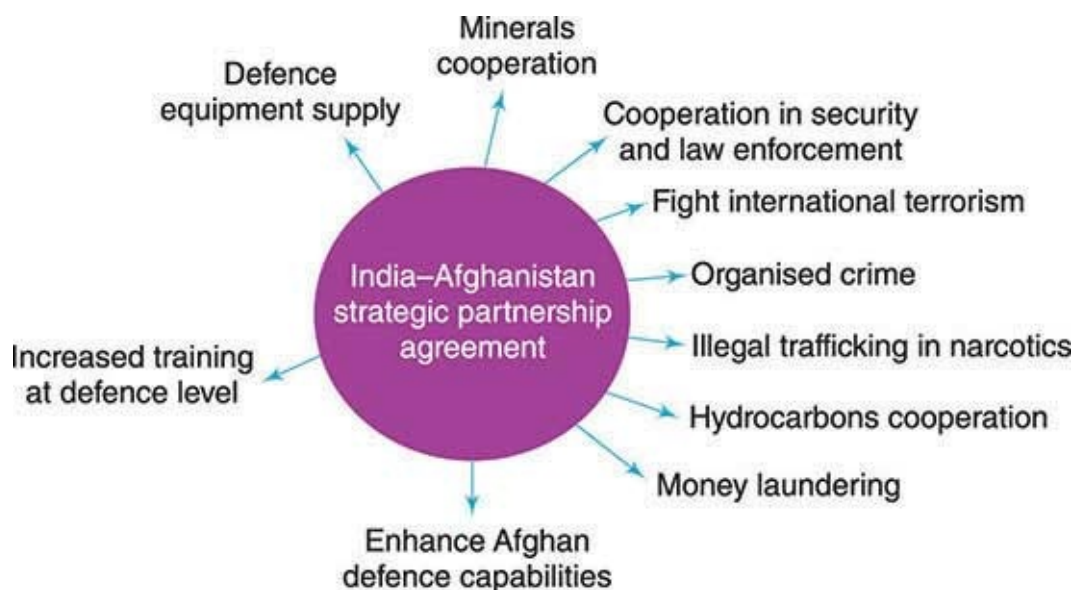 Minerals
cooperation
Defence
equipment supply
Cooperation in security
and law enforcement
Fight international terrorism
Organised crime
India–Afghanistan
strategic partnership
agreement
Illegal trafficking in narcotics
Increased training
at defence level
Hydrocarbons cooperation
Money laundering
Enhance Afghan
defence capabilities